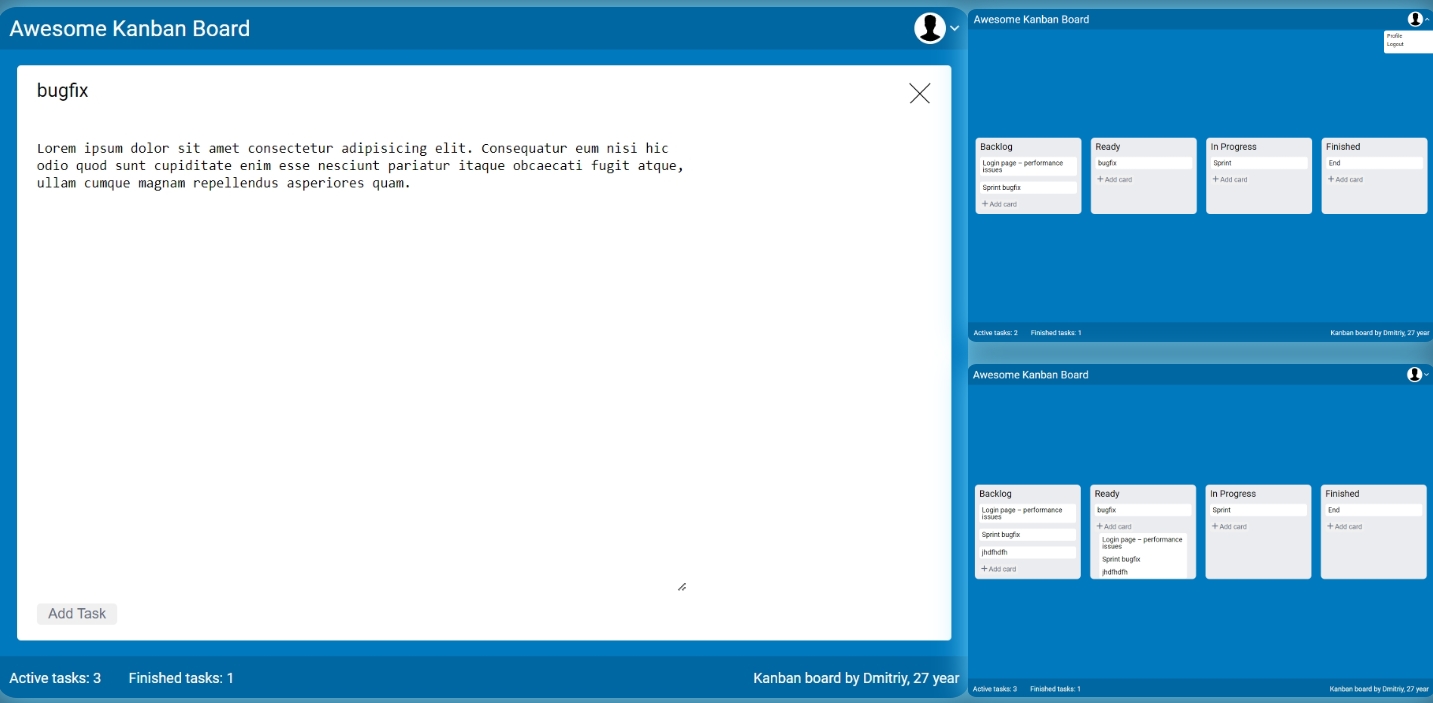 Awesome Kanban Board
bugfix
Lorem ipsum dolor sit amet consectetur adipisicing elit. Consequatur eum nisi hic
odio quod sunt cupiditate enim esse nesciunt pariatur itaque obcaecati fugit atque,
ullam cumque magnam repellendus asperiores quam.
Add Task
Active tasks: 3 Finished tasks: 1 Kanban board by Dmitriy, 27 year
Awesome Kanban Board
Profile
Logout
Backlog
Login page – performance
issues
Sprint bugfix
+ Add card
Ready
bugfix
+ Add card
In Progress
Sprint
+ Add card
Finished
End
+ Add card
Active tasks: 2 Finished tasks: 1 Kanban board by Dmitriy, 27 year
Awesome Kanban Board
Backlog
Login page – performance
issues
Sprint bugfix
jhdfhdfh
+ Add card
Ready
bugfix
+ Add card
Login page – performance
issues
Sprint bugfix
jhdfhdfh
In Progress
Sprint
+ Add card
Finished
End
+ Add card
Active tasks: 3 Finished tasks: 1 Kanban board by Dmitriy, 27 year